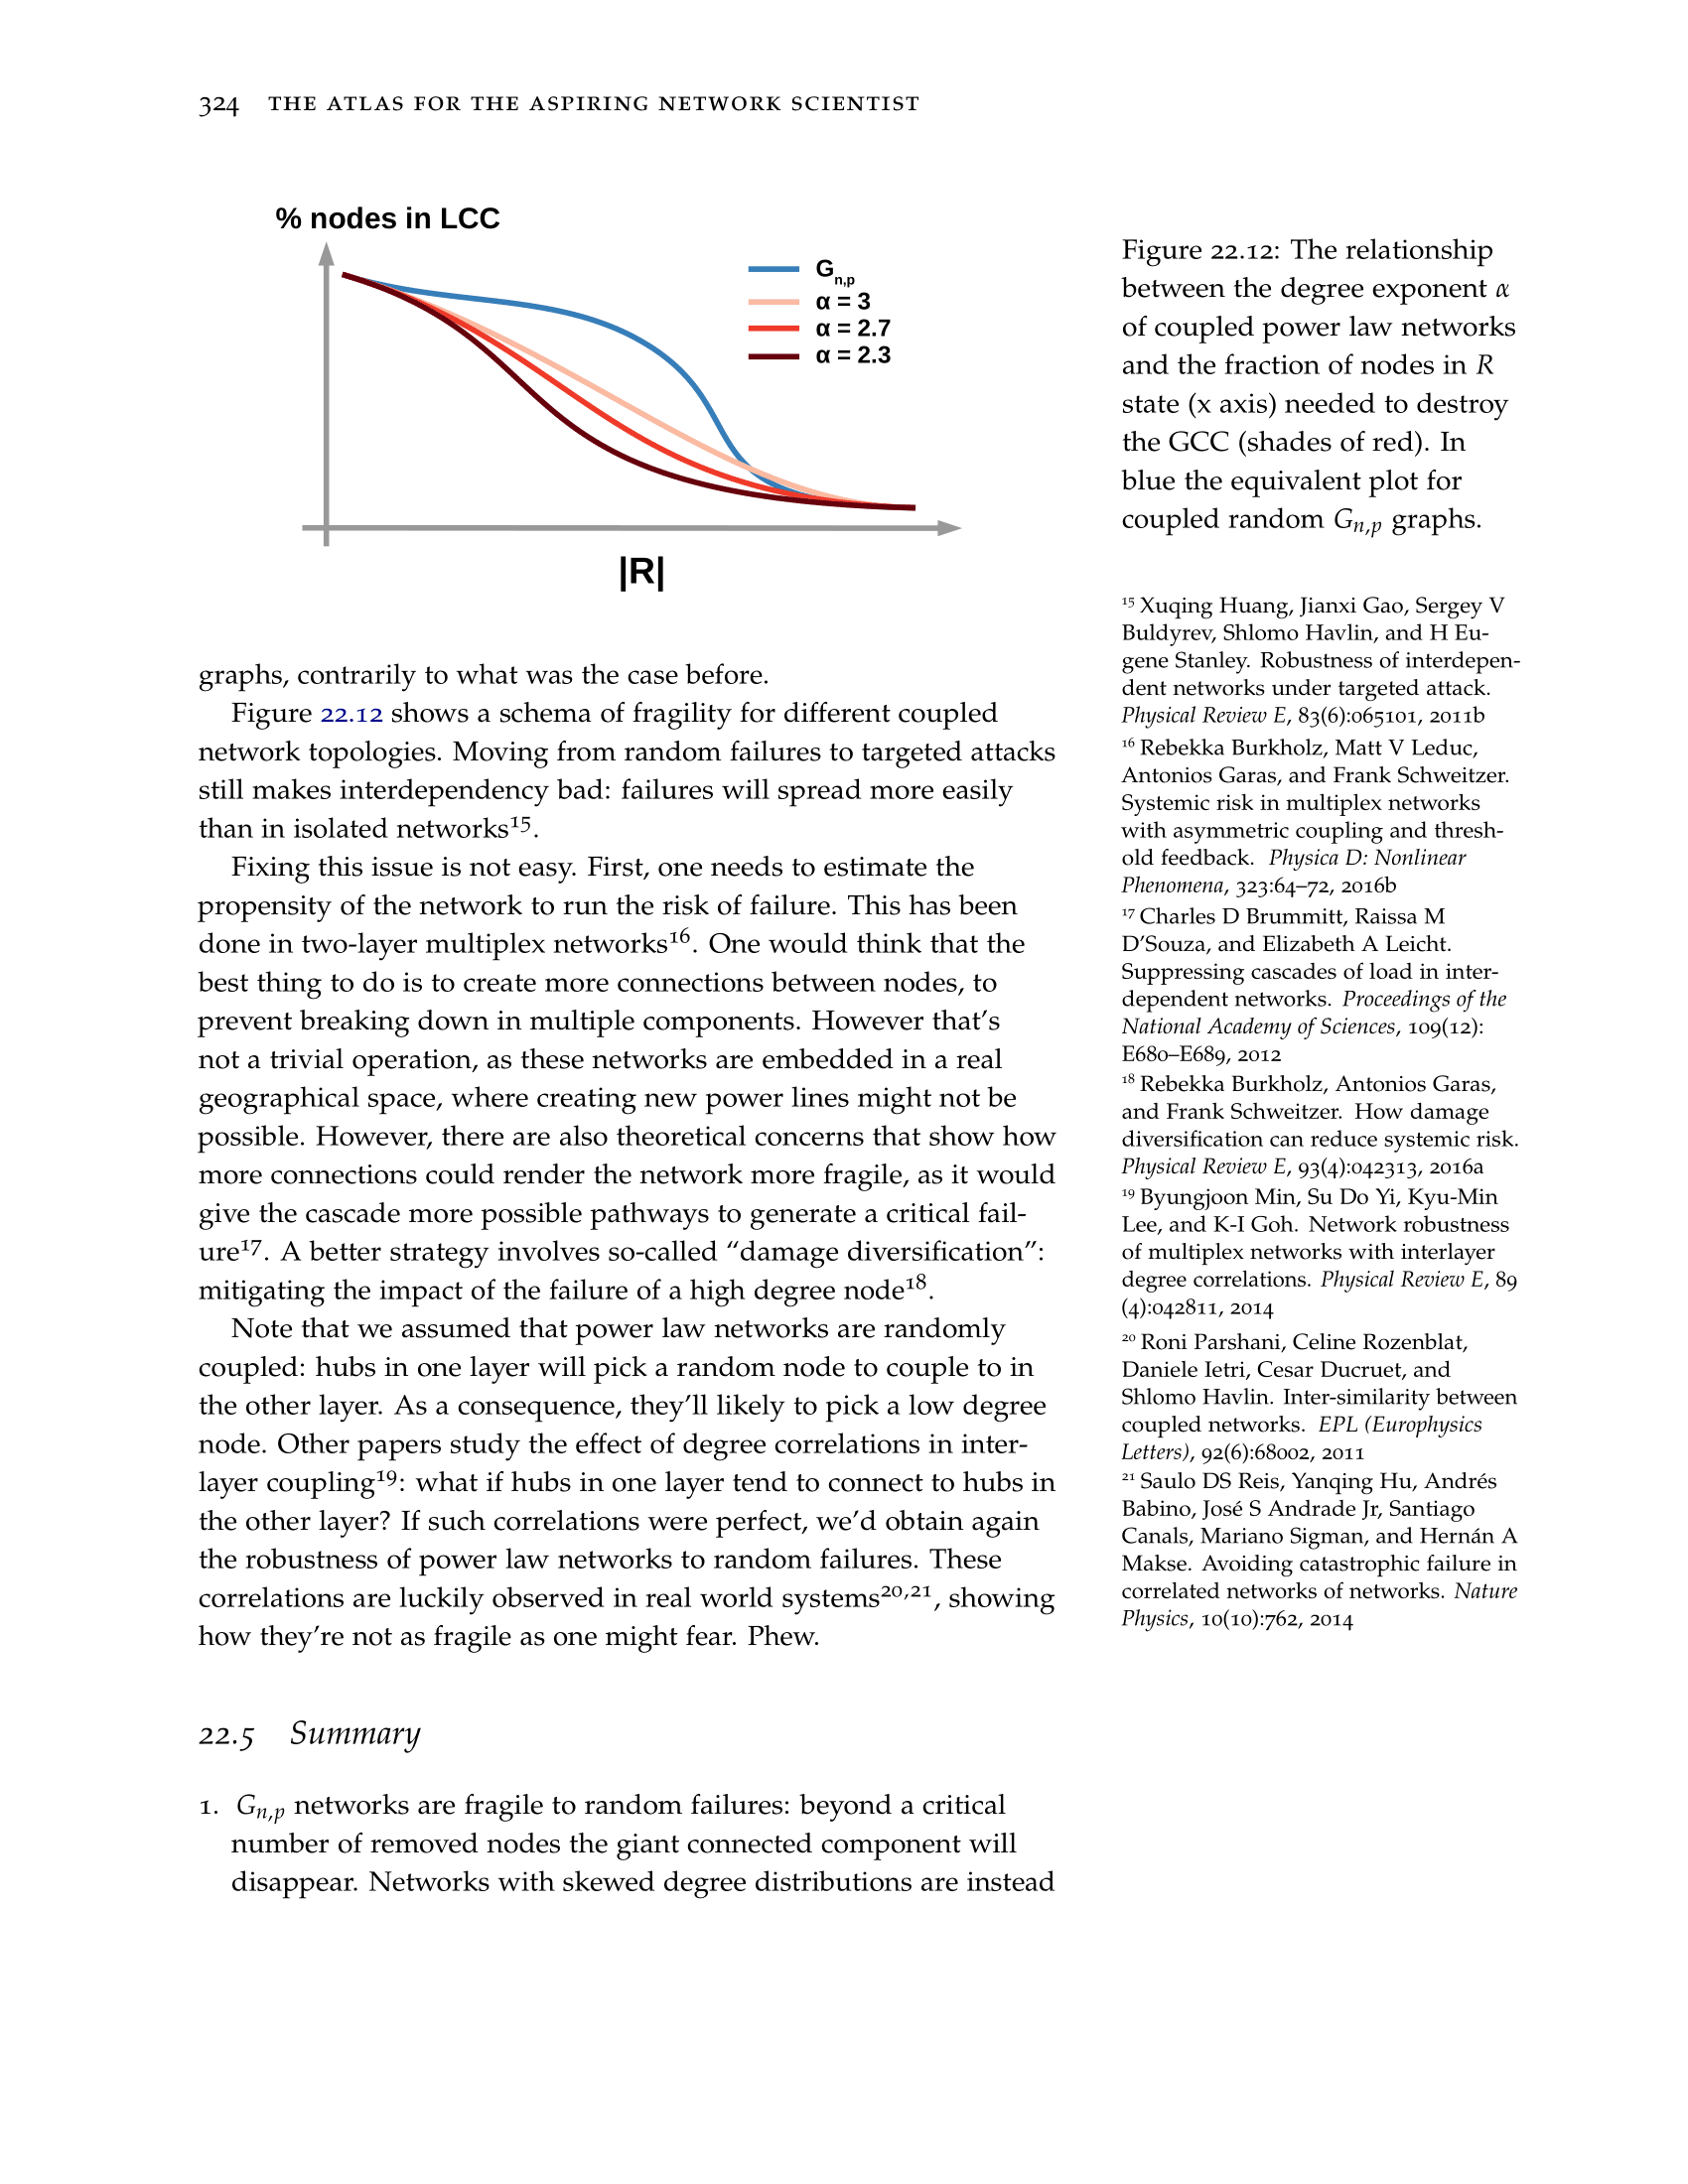 324 THE ATLAS FOR THE ASPIRING NETWORK SCIENTIST
% nodes in LCC
Gn,p
α = 3
α = 2.7
α = 2.3
|R|
Figure 22.12: The relationship
between the degree exponent α
of coupled power law networks
and the fraction of nodes in R
state (x axis) needed to destroy
the GCC (shades of red). In
blue the equivalent plot for
coupled random Gn,p graphs.
graphs, contrarily to what was the case before.
Figure 22.12 shows a schema of fragility for different coupled
network topologies. Moving from random failures to targeted attacks
still makes interdependency bad: failures will spread more easily
than in isolated networks15.
Fixing this issue is not easy. First, one needs to estimate the
propensity of the network to run the risk of failure. This has been
done in two-layer multiplex networks16. One would think that the
best thing to do is to create more connections between nodes, to
prevent breaking down in multiple components. However that's
not a trivial operation, as these networks are embedded in a real
geographical space, where creating new power lines might not be
possible. However, there are also theoretical concerns that show how
more connections could render the network more fragile, as it would
give the cascade more possible pathways to generate a critical fail-
ure17. A better strategy involves so-called “damage diversification”:
mitigating the impact of the failure of a high degree node18.
Note that we assumed that power law networks are randomly
coupled: hubs in one layer will pick a random node to couple to in
the other layer. As a consequence, they'll likely to pick a low degree
node. Other papers study the effect of degree correlations in inter-
layer coupling19: what if hubs in one layer tend to connect to hubs in
the other layer? If such correlations were perfect, we'd obtain again
the robustness of power law networks to random failures. These
correlations are luckily observed in real world systems20,21, showing
how they're not as fragile as one might fear. Phew.
15 Xuqing Huang, Jianxi Gao, Sergey V
Buldyrev, Shlomo Havlin, and H Eu-
gene Stanley. Robustness of interdepen-
dent networks under targeted attack.
Physical Review E, 83(6):065101, 2011b
16 Rebekka Burkholz, Matt V Leduc,
Antonios Garas, and Frank Schweitzer.
Systemic risk in multiplex networks
with asymmetric coupling and thresh-
old feedback. Physica D: Nonlinear
Phenomena, 323:64–72, 2016b
17 Charles D Brummitt, Raissa M
D'Souza, and Elizabeth A Leicht.
Suppressing cascades of load in inter-
dependent networks. Proceedings of the
National Academy of Sciences, 109(12):
E680–E689, 2012
18 Rebekka Burkholz, Antonios Garas,
and Frank Schweitzer. How damage
diversification can reduce systemic risk.
Physical Review E, 93(4):042313, 2016a
19 Byungjoon Min, Su Do Yi, Kyu-Min
Lee, and K-I Goh. Network robustness
of multiplex networks with interlayer
degree correlations. Physical Review E, 89
(4):042811, 2014
20 Roni Parshani, Celine Rozenblat,
Daniele Ietri, Cesar Ducruet, and
Shlomo Havlin. Inter-similarity between
coupled networks. EPL (Europhysics
Letters), 92(6):68002, 2011
21 Saulo DS Reis, Yanqing Hu, Andrés
Babino, José S Andrade Jr, Santiago
Canals, Mariano Sigman, and Hernán A
Makse. Avoiding catastrophic failure in
correlated networks of networks. Nature
Physics, 10(10):762, 2014
22.5 Summary
1. Gn,p networks are fragile to random failures: beyond a critical
number of removed nodes the giant connected component will
disappear. Networks with skewed degree distributions are instead